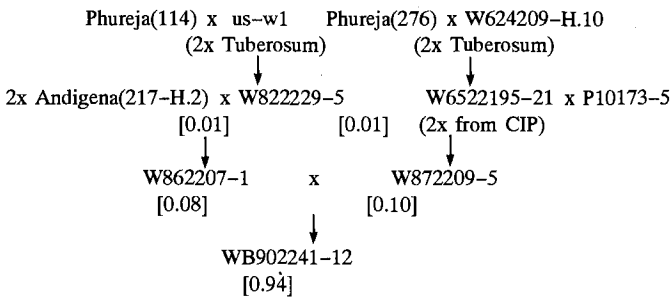 Phureja(114) x us-w1 Phureja(276) x W624209-H.10
(2x Tuberosum) (2x Tuberosum)
2x Andigena(217-H.2) x W822229-5 W6522195-21 x P10173-5
[0.01] [0.01] (2x from CIP)
W862207-1 x W872209-5
[0.08] [0.10]
WB902241-12
[0.94]